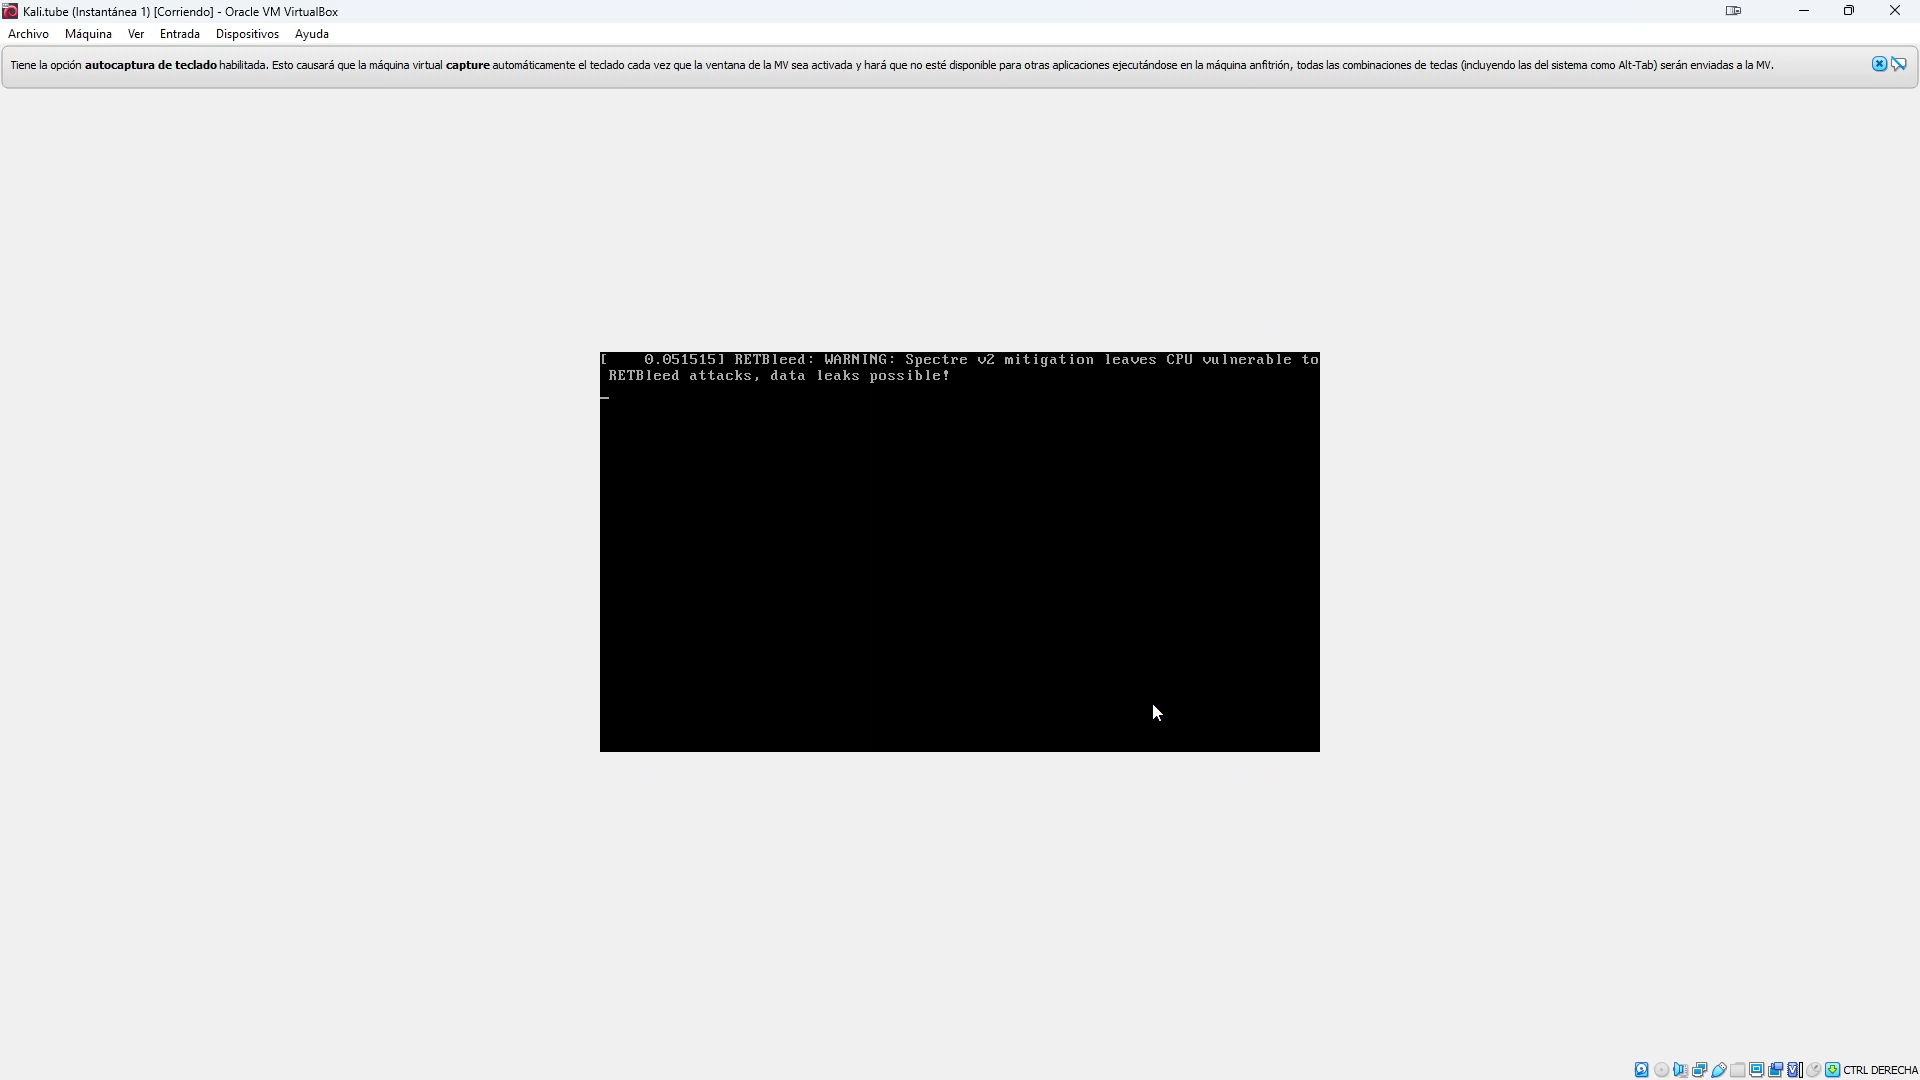 Kali.tube (Instantánea 1) [Corriendo] - Oracle VM VirtualBox
Archivo Máquina Ver Entrada Dispositivos Ayuda
Tiene la opción autocaptura de teclado habilitada. Esto causará que la máquina virtual capture automáticamente el teclado cada vez que la ventana de la MV sea activada y hará que no esté disponible para otras aplicaciones ejecutándose en la máquina anfitrión, todas las combinaciones de teclas (incluyendo las del sistema como Alt-Tab) serán enviadas a la MV.
[    0.051515] RETBleed: WARNING: Spectre v2 mitigation leaves CPU vulnerable to
RETBleed attacks, data leaks possible!
CTRL DERECHA